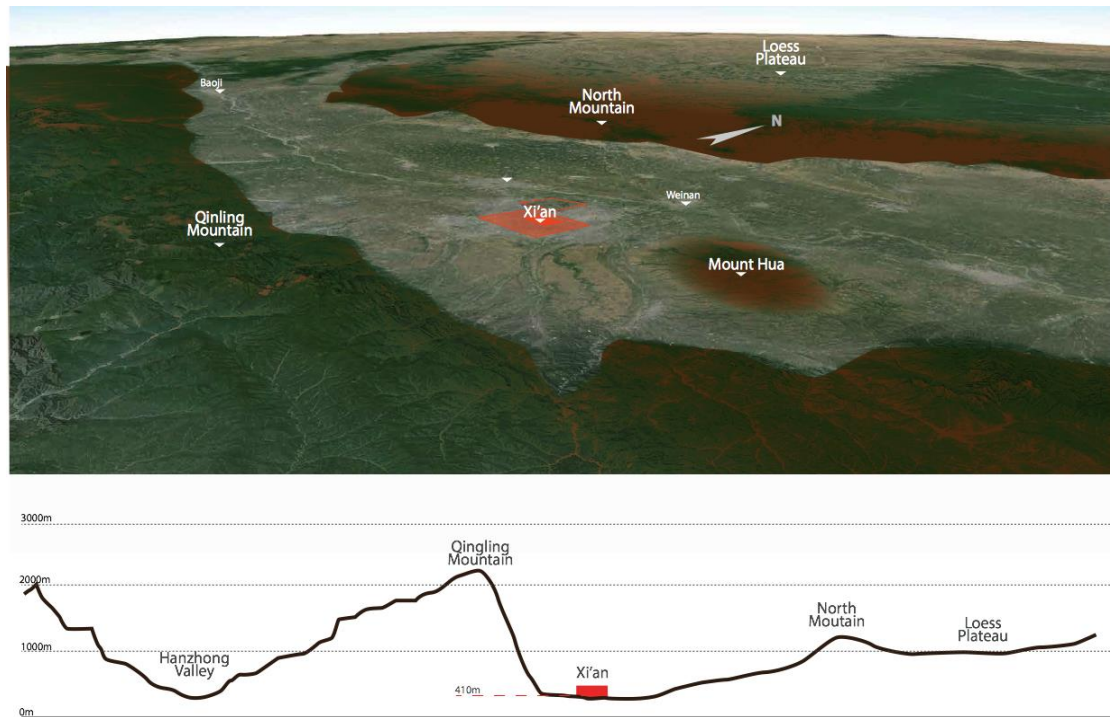 Loess
Plateau
Baoji
North
Mountain
N
Weinan
Xi'an
Qinling
Mountain
Mount Hua
3000m
Qingling
Mountain
2000m
North
Moutain
Loess
Plateau
1000m
Hanzhong
Valley
Xi'an
410m
0m